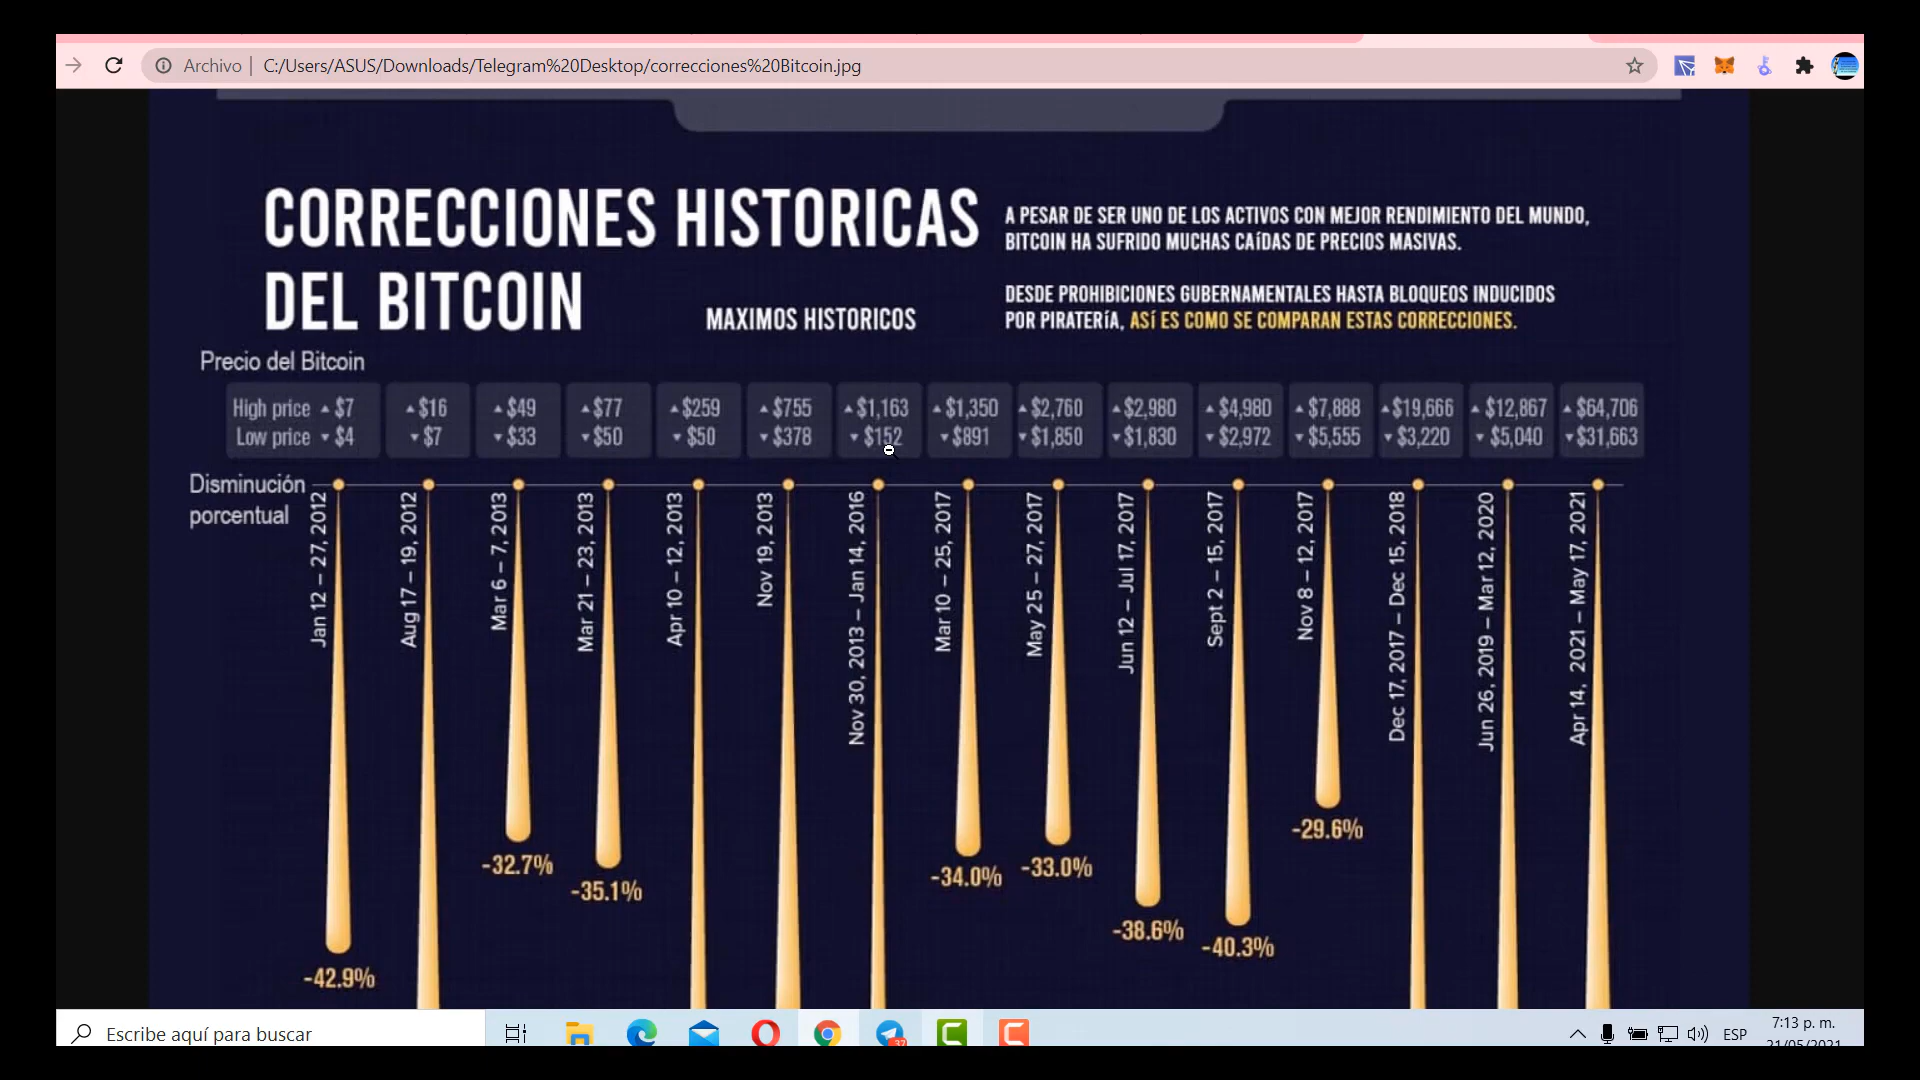 Archivo | C:/Users/ASUS/Downloads/Telegram%20Desktop/correcciones%20Bitcoin.jpg
CORRECCIONES HISTORICAS
DEL BITCOIN
MAXIMOS HISTORICOS
A PESAR DE SER UNO DE LOS ACTIVOS CON MEJOR RENDIMIENTO DEL MUNDO,
BITCOIN HA SUFRIDO MUCHAS CAíDAS DE PRECIOS MASIVAS.
DESDE PROHIBICIONES GUBERNAMENTALES HASTA BLOQUEOS INDUCIDOS
POR PIRATERíA, ASí ES COMO SE COMPARAN ESTAS CORRECCIONES.
Precio del Bitcoin
High price ▲ $7 ▲ $16 ▲ $49 ▲ $77 ▲ $259 ▲ $755 ▲ $1,163 ▲ $1,350 ▲ $2,760 ▲ $2,980 ▲ $4,980 ▲ $7,888 ▲ $19,666 ▲ $12,867 ▲ $64,706
Low price ▼ $4 ▼ $7 ▼ $33 ▼ $50 ▼ $50 ▼ $378 ▼ $152 ▼ $891 ▼ $1,850 ▼ $1,830 ▼ $2,972 ▼ $5,555 ▼ $3,220 ▼ $5,040 ▼ $31,663
Disminución
porcentual
Jan 12 – 27, 2012
Aug 17 – 19, 2012
Mar 6 – 7, 2013
Mar 21 – 23, 2013
Apr 10 – 12, 2013
Nov 19, 2013
Nov 30, 2013 – Jan 14, 2016
Mar 10 – 25, 2017
May 25 – 27, 2017
Jun 12 – Jul 17, 2017
Sept 2 – 15, 2017
Nov 8 – 12, 2017
Dec 17, 2017 – Dec 15, 2018
Jun 26, 2019 – Mar 12, 2020
Apr 14, 2021 – May 17, 2021
-42.9%
-32.7%
-35.1%
-34.0%
-33.0%
-38.6%
-40.3%
-29.6%
Escribe aquí para buscar
37
ESP
7:13 p. m.
21/05/2021